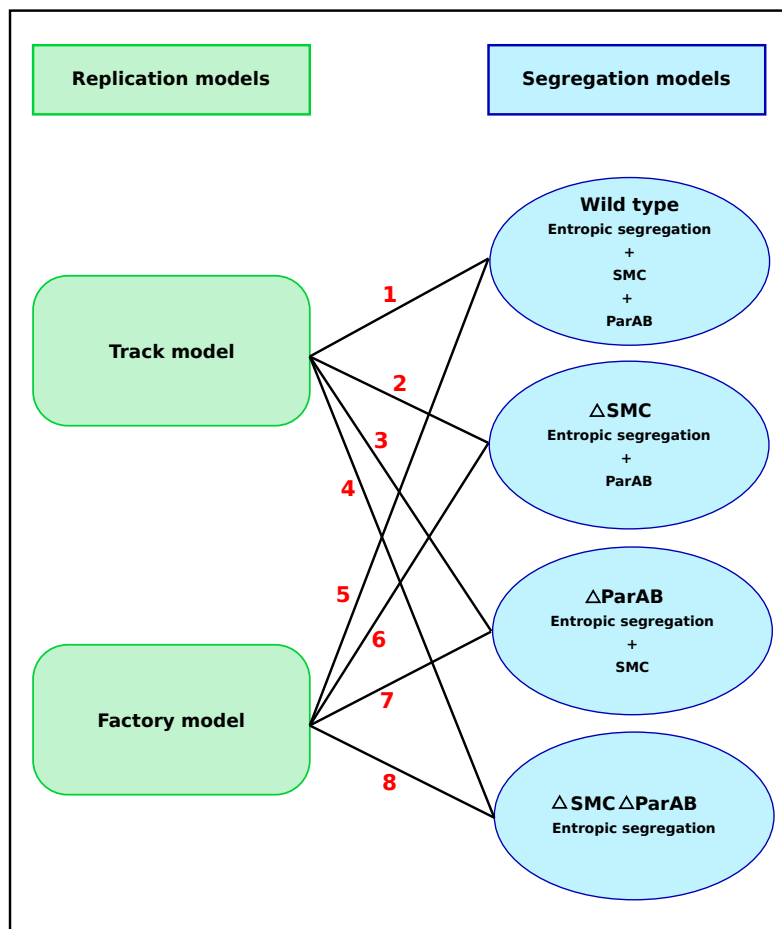 Replication models
Segregation models
Wild type
Entropic segregation
+
SMC
+
ParAB
1
Track model
2
△SMC
Entropic segregation
+
ParAB
3
4
5
△ParAB
Entropic segregation
+
SMC
6
7
Factory model
8
△SMC△ParAB
Entropic segregation